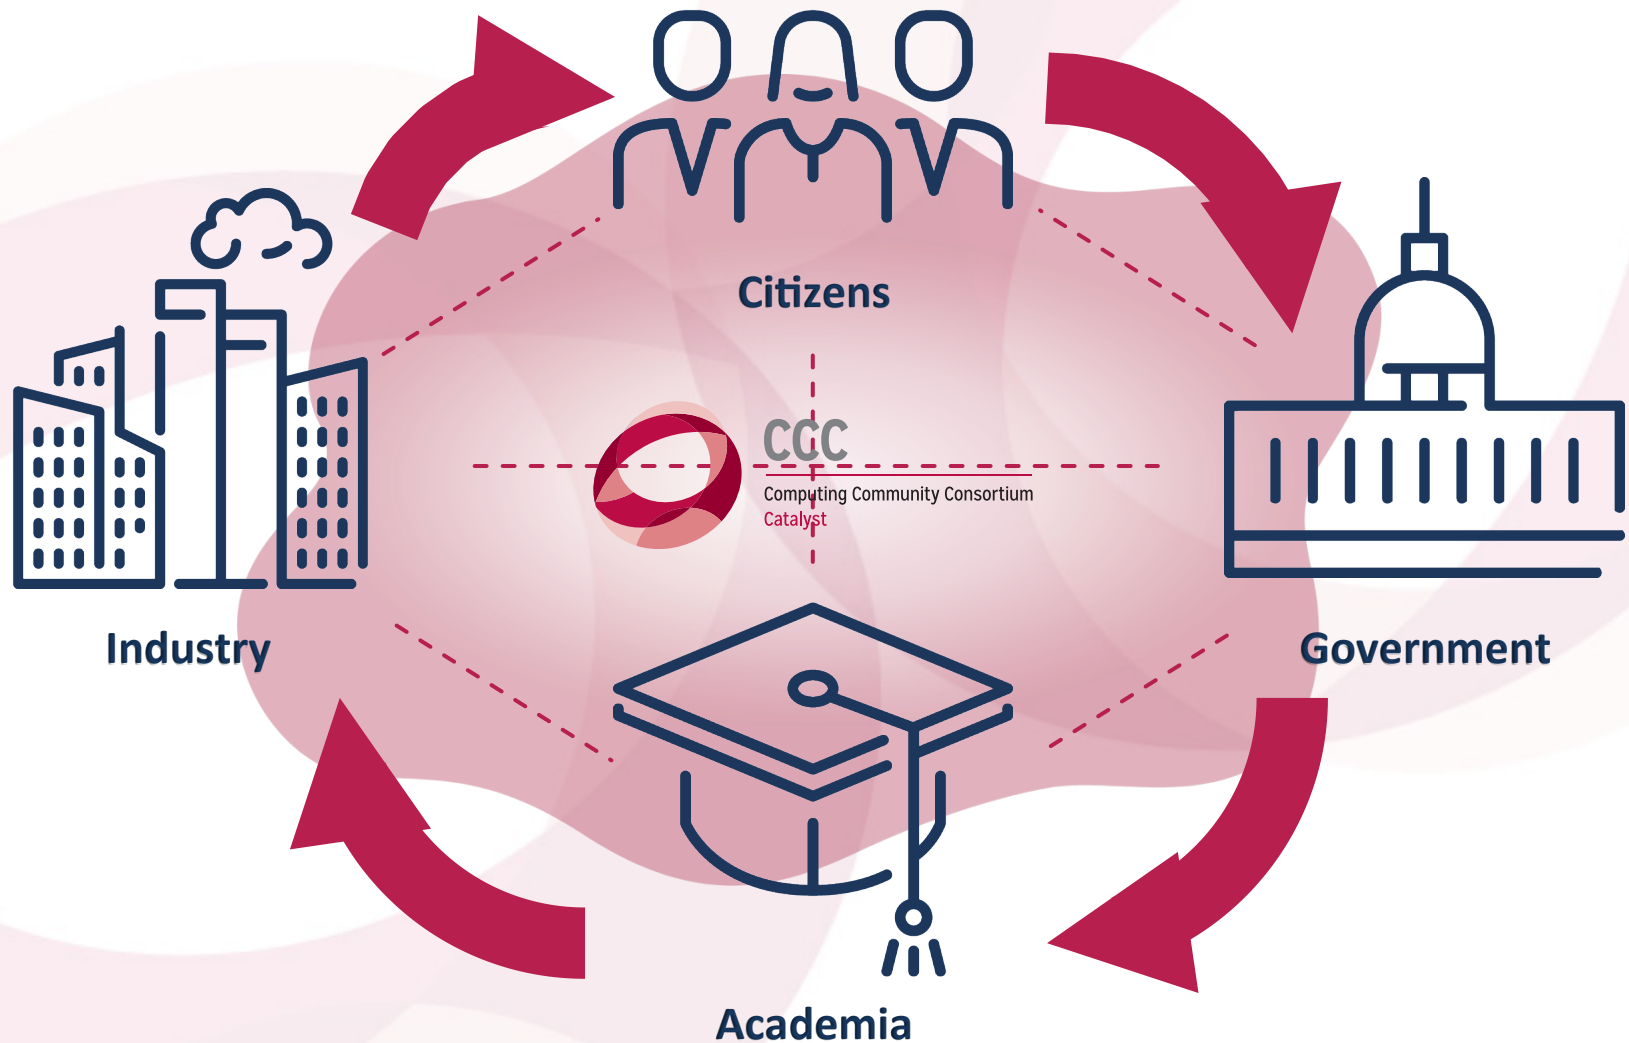 Citizens
CCC
Computing Community Consortium
Catalyst
Industry
Government
Academia